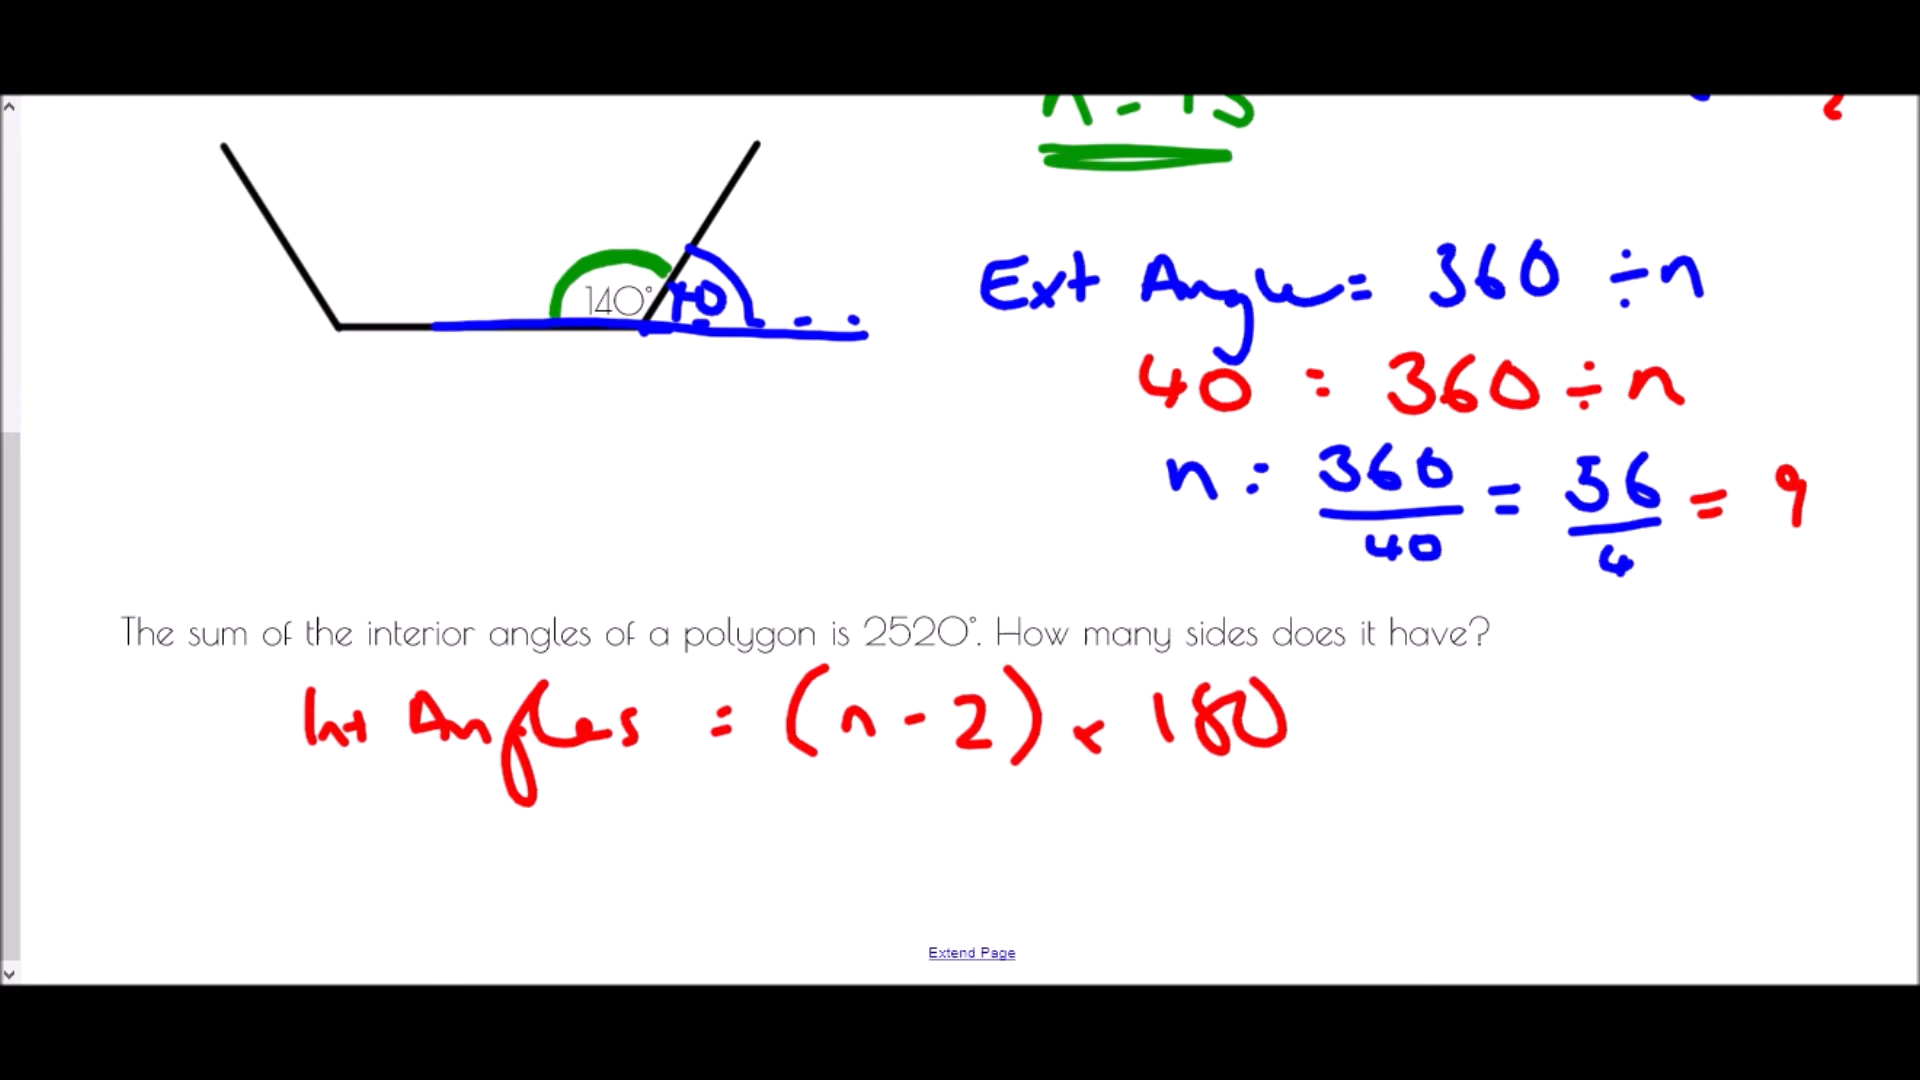 n = 15
140° 40
Ext Angle = 360 ÷ n
40 = 360 ÷ n
n = 360/40 = 36/4 = 9
The sum of the interior angles of a polygon is 2520°. How many sides does it have?
Int Angles = (n - 2) × 180
Extend Page